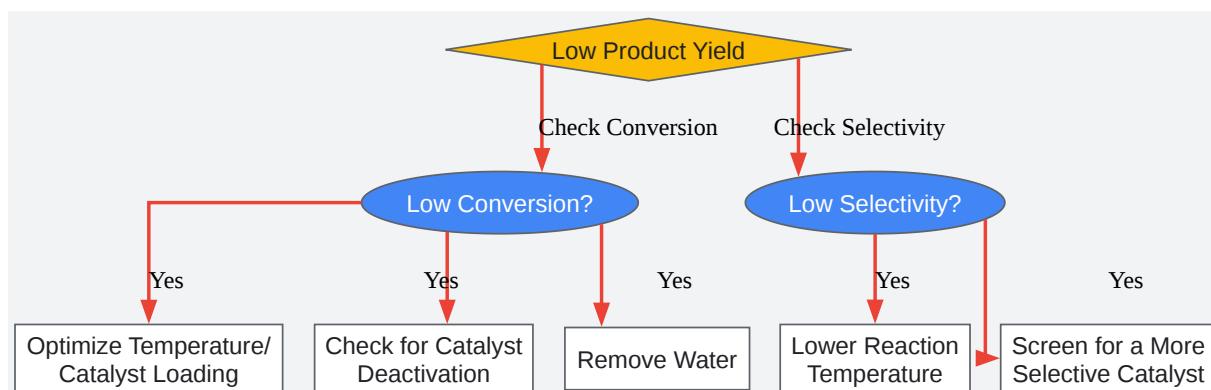 Low Product Yield
Check Conversion
Check Selectivity
Low Conversion?
Low Selectivity?
Yes
Yes
Yes
Yes
Yes
Optimize Temperature/
Catalyst Loading
Check for Catalyst
Deactivation
Remove Water
Lower Reaction
Temperature
Screen for a More
Selective Catalyst